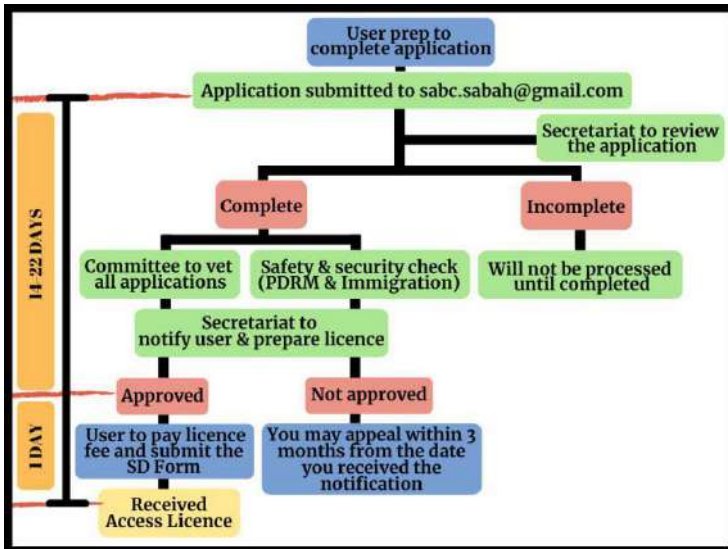 User prep to
complete application
Application submitted to sabc.sabah@gmail.com
Secretariat to review
the application
Complete
Incomplete
Committee to vet
all applications
Safety & security check
(PDRM & Immigration)
Will not be processed
until completed
Secretariat to
notify user & prepare licence
Approved
Not approved
User to pay licence
fee and submit the
SD Form
You may appeal within 3
months from the date
you received the
notification
Received
Access Licence
14-22 DAYS
1 DAY